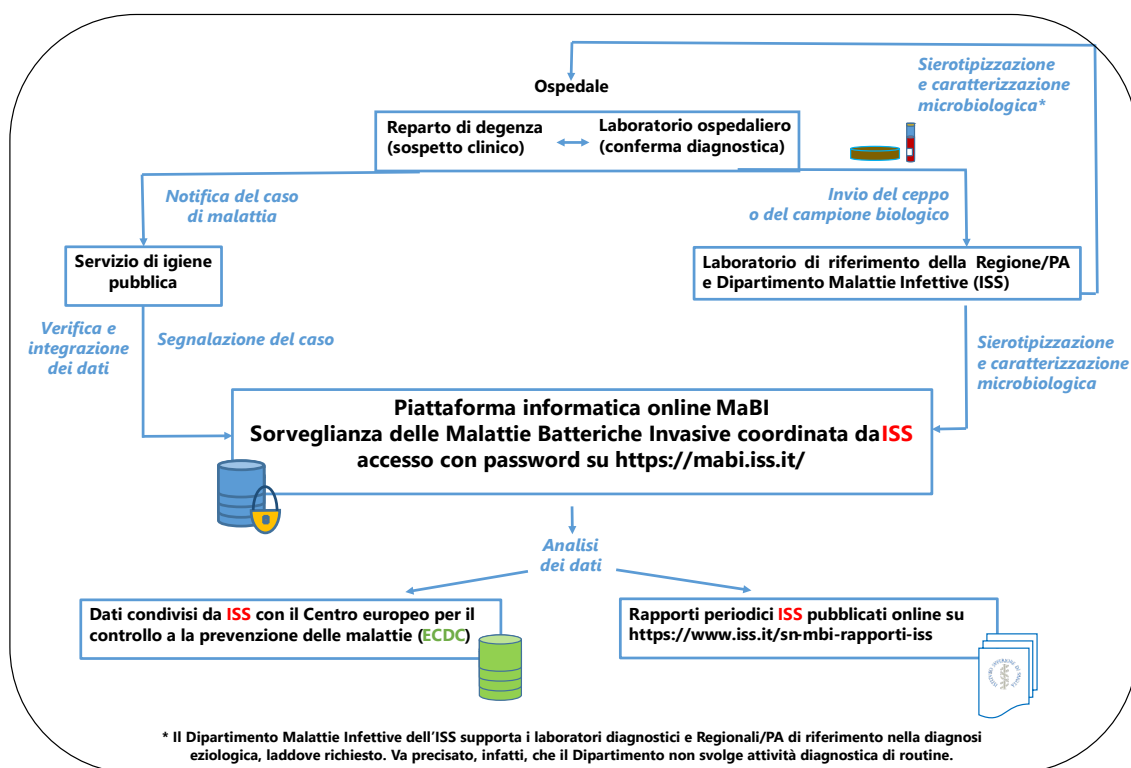 Ospedale
Sierotipizzazione
e caratterizzazione
microbiologica*
Reparto di degenza
(sospetto clinico)
Laboratorio ospedaliero
(conferma diagnostica)
Notifica del caso
di malattia
Invio del ceppo
o del campione biologico
Servizio di igiene
pubblica
Laboratorio di riferimento della Regione/PA
e Dipartimento Malattie Infettive (ISS)
Verifica e
integrazione
dei dati
Segnalazione del caso
Sierotipizzazione
e caratterizzazione
microbiologica
Piattaforma informatica online MaBI
Sorveglianza delle Malattie Batteriche Invasive coordinata da ISS
accesso con password su https://mabi.iss.it/
Analisi
dei dati
Dati condivisi da ISS con il Centro europeo per il
controllo a la prevenzione delle malattie (ECDC)
Rapporti periodici ISS pubblicati online su
https://www.iss.it/sn-mbi-rapporti-iss
* Il Dipartimento Malattie Infettive dell’ISS supporta i laboratori diagnostici e Regionali/PA di riferimento nella diagnosi
eziologica, laddove richiesto. Va precisato, infatti, che il Dipartimento non svolge attività diagnostica di routine.